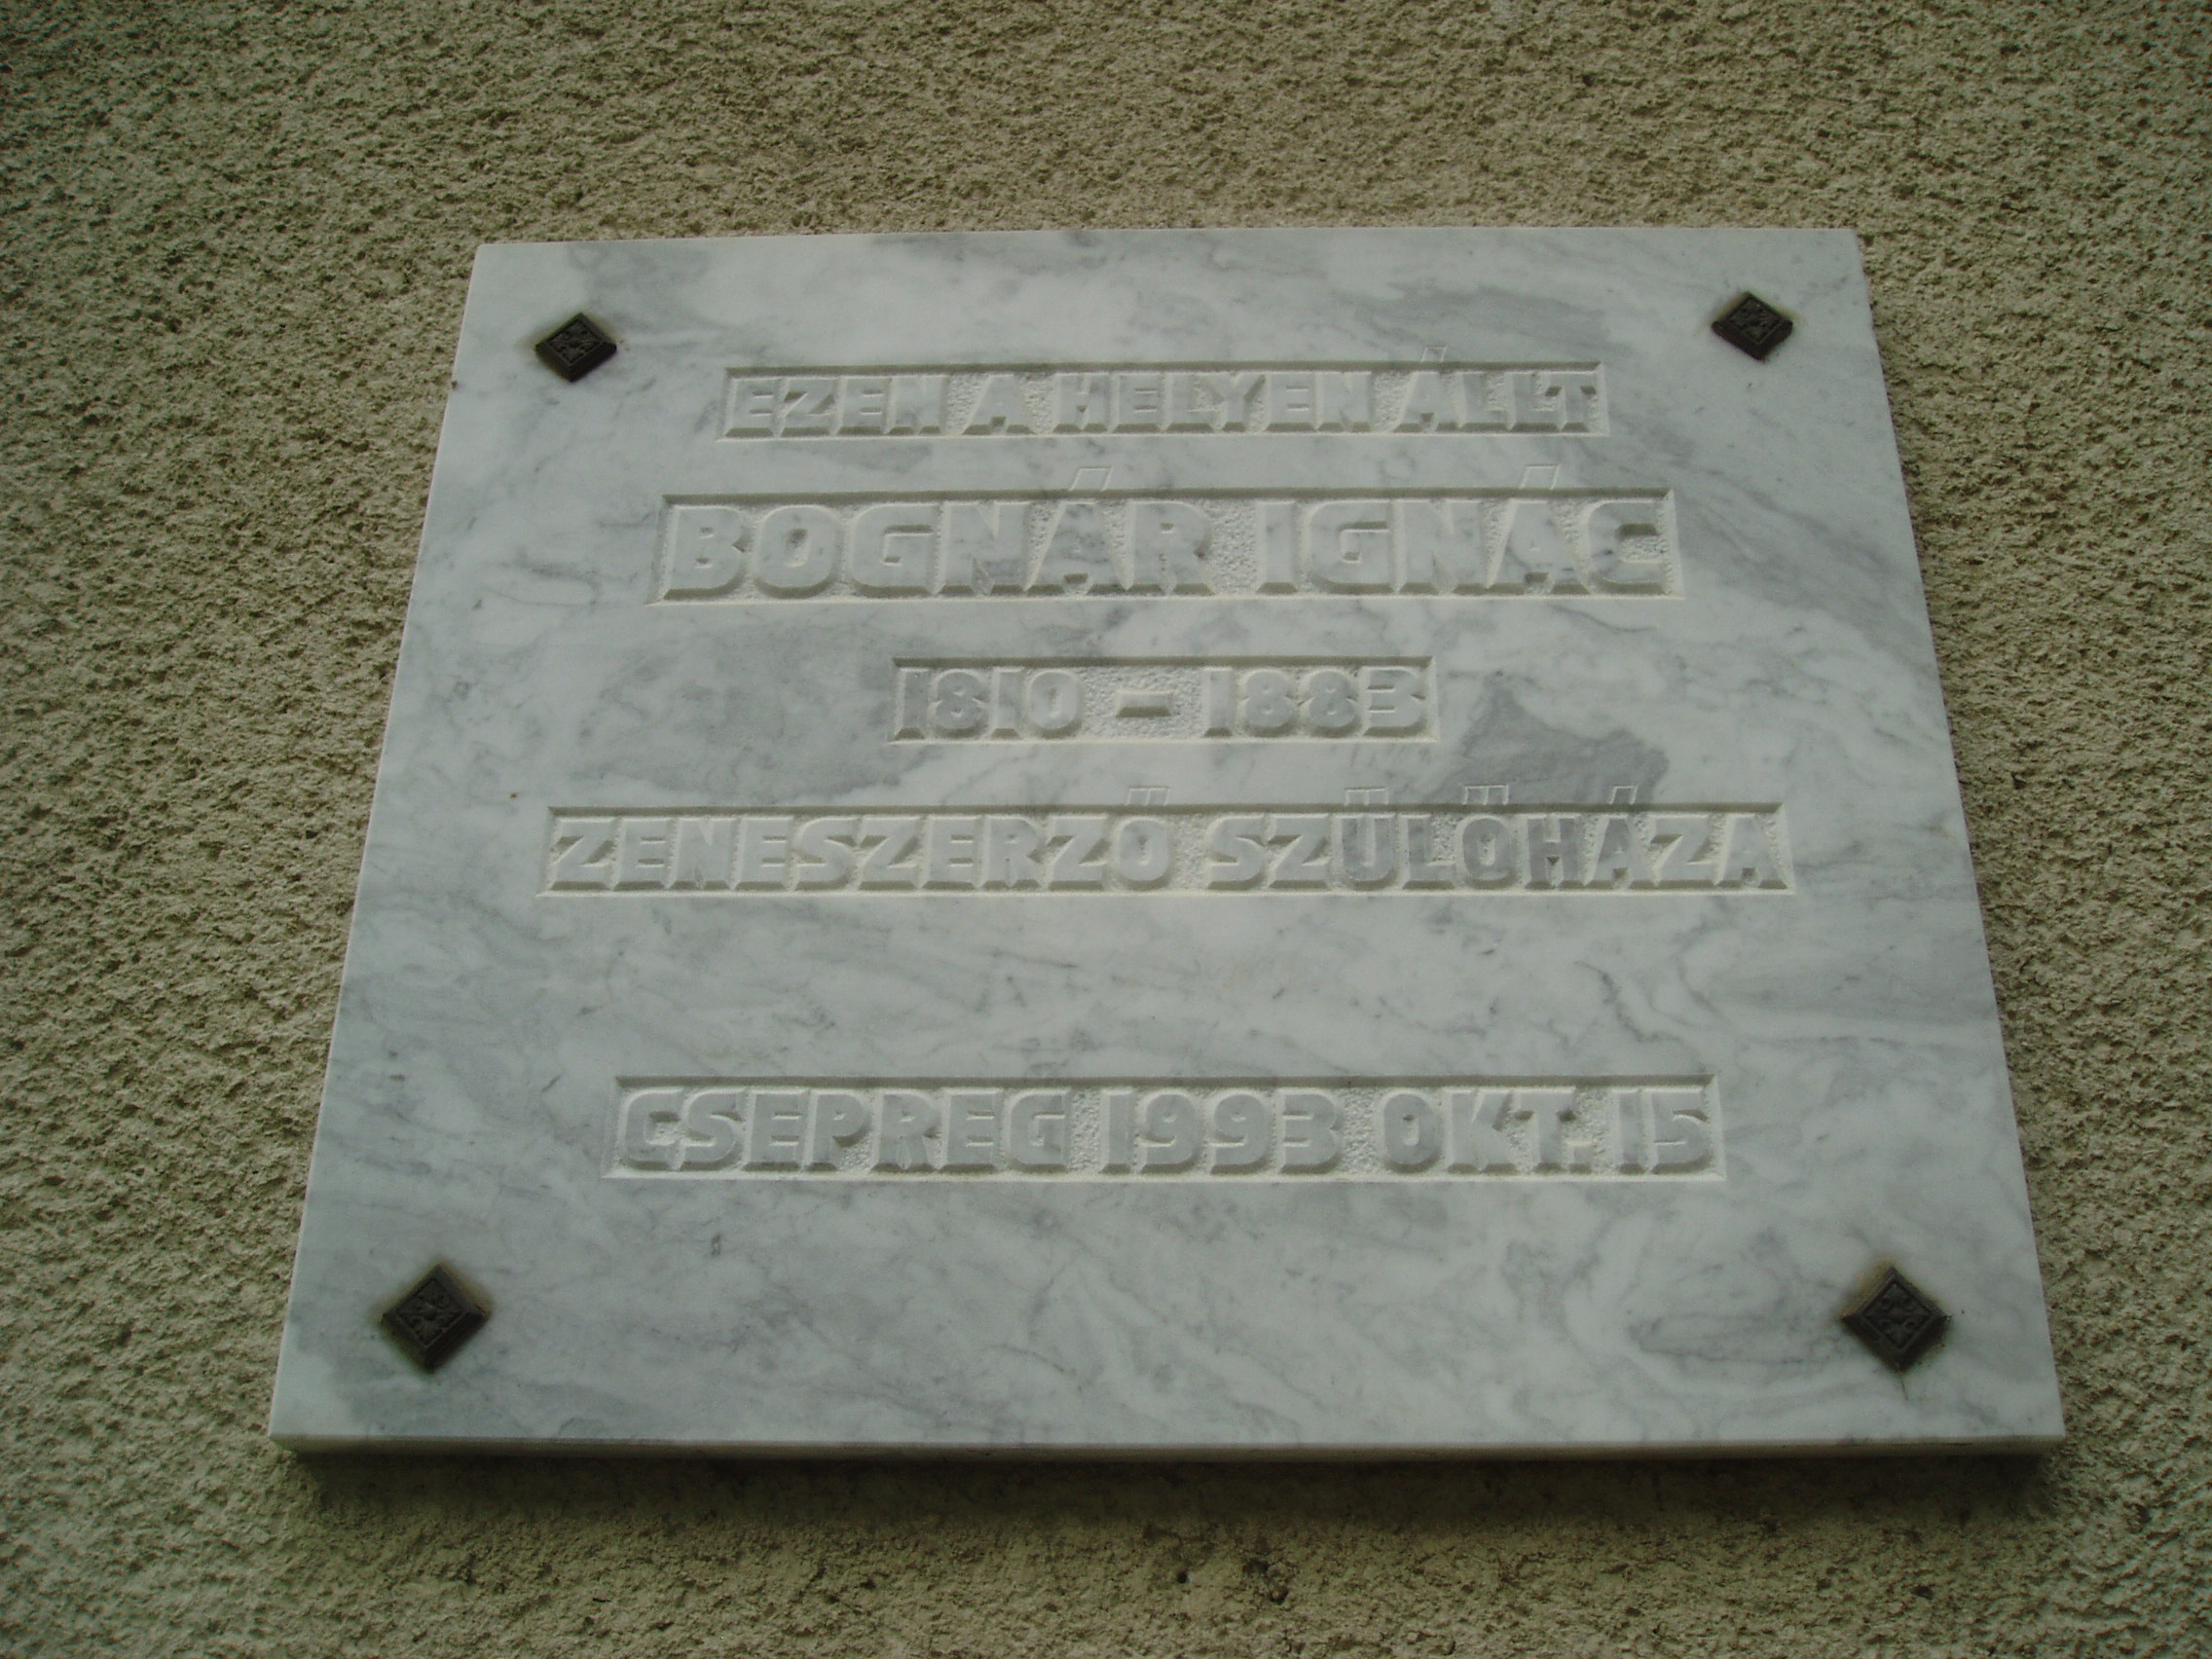 EZEN A HELYEN ÁLLT
BOGNÁR IGNÁC
1810 - 1883
ZENESZERZŐ SZÜLŐHÁZA
CSEPREG 1993 OKT. 15